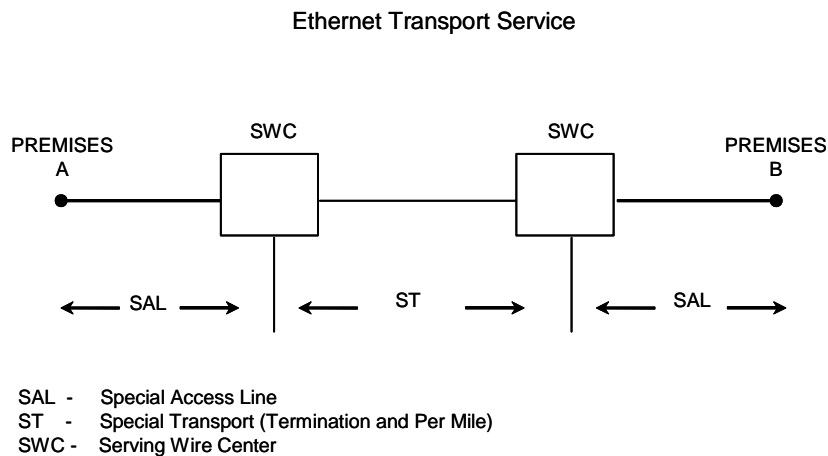 Ethernet Transport Service
SWC
SWC
PREMISES
A
PREMISES
B
SAL
ST
SAL
SAL - Special Access Line
ST - Special Transport (Termination and Per Mile)
SWC - Serving Wire Center